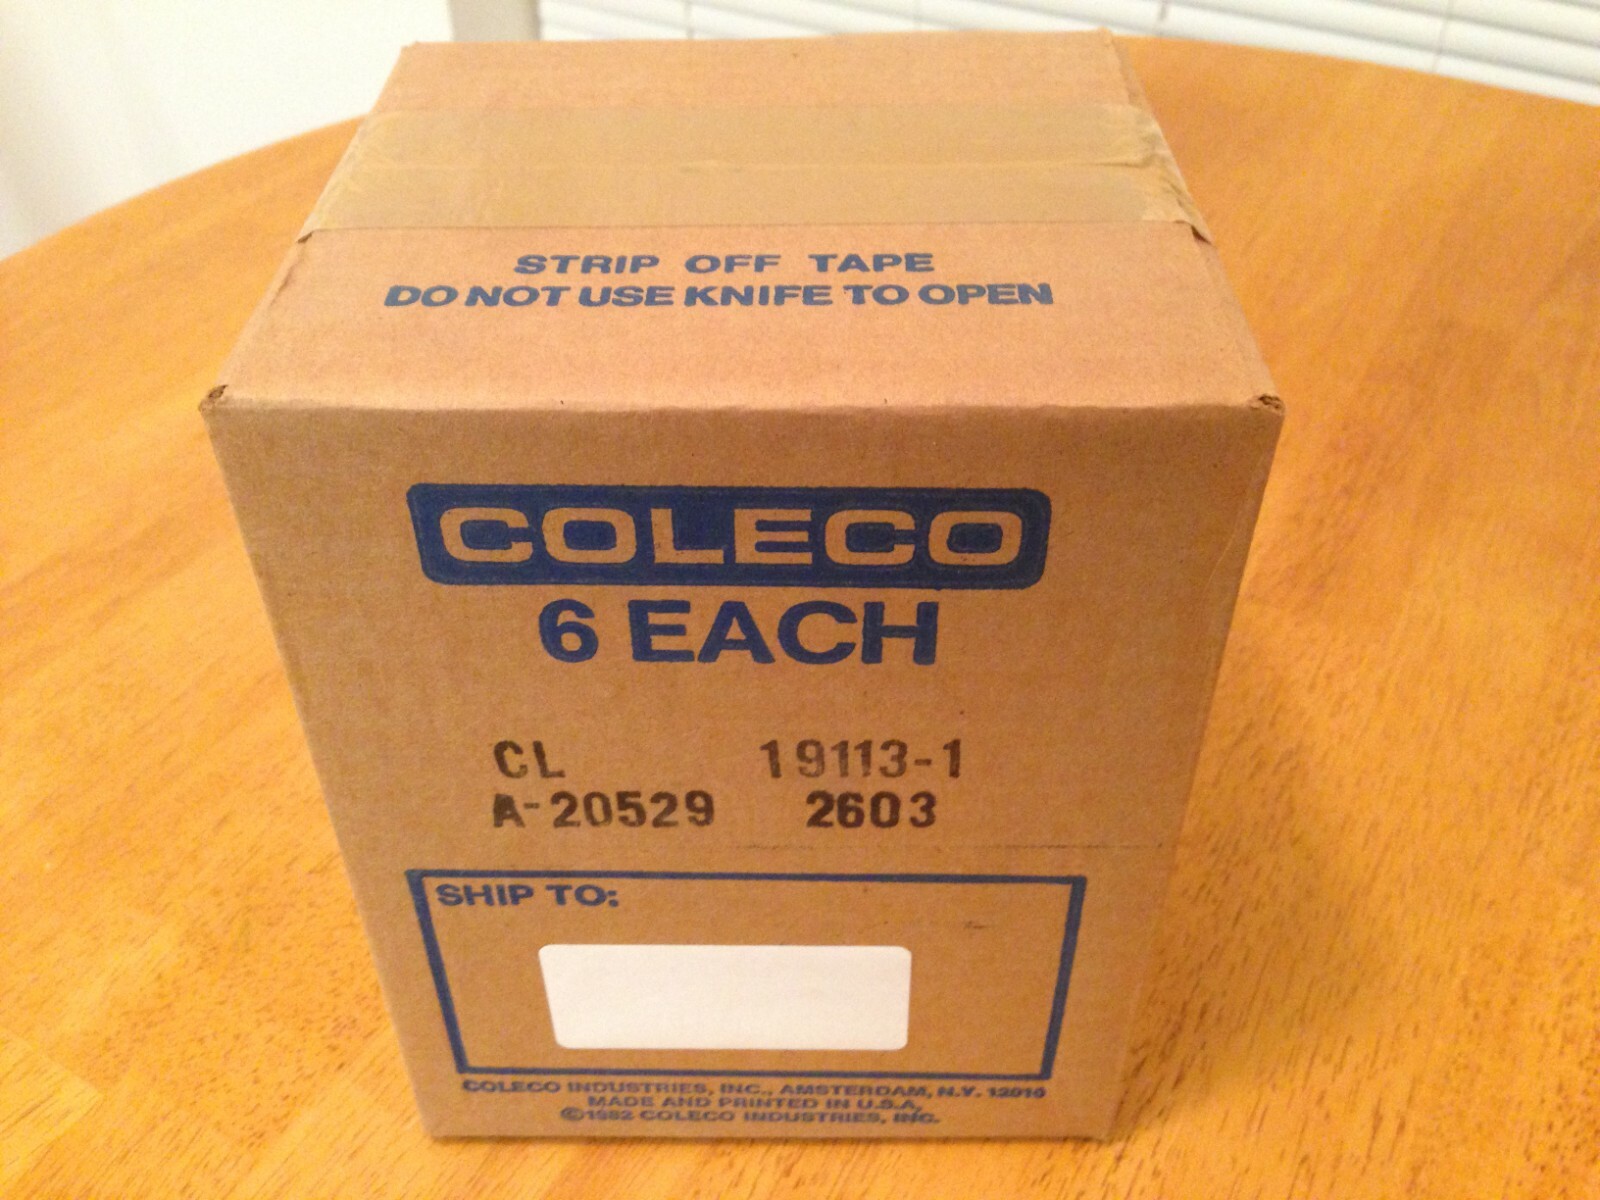 STRIP OFF TAPE
DO NOT USE KNIFE TO OPEN
COLECO
6 EACH
CL 19113-1
A-20529 2603
SHIP TO:
COLECO INDUSTRIES, INC., AMSTERDAM, N.Y. 12010
MADE AND PRINTED IN U.S.A.
©1982 COLECO INDUSTRIES, INC.